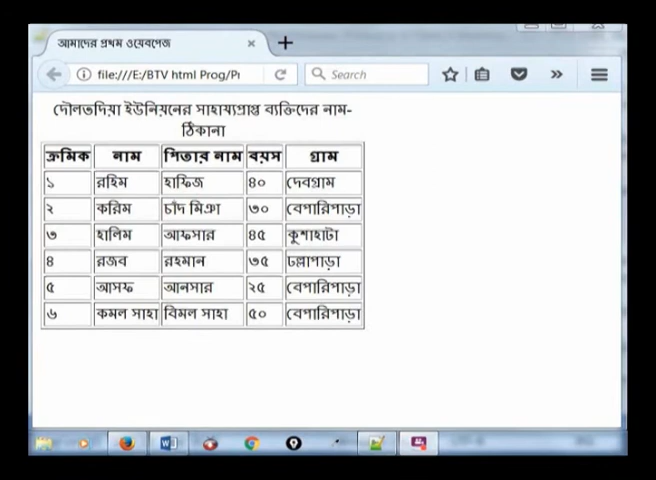 আমাদের প্রথম ওয়েবপেজ
file:///E:/BTV html Prog/Pr
Search
দৌলতদিয়া ইউনিয়নের সাহায্যপ্রাপ্ত ব্যক্তিদের নাম-
ঠিকানা
ক্রমিক নাম পিতার নাম বয়স গ্রাম
১ রহিম হাফিজ ৪০ দেবগ্রাম
২ করিম চাঁদ মিঞা ৩০ বেপারিপাড়া
৩ হালিম আফসার ৪৫ কুশাহাটা
৪ রজব রহমান ৩৫ ঢল্লাপাড়া
৫ আসফ আনসার ২৫ বেপারিপাড়া
৬ কমল সাহা বিমল সাহা ৫০ বেপারিপাড়া